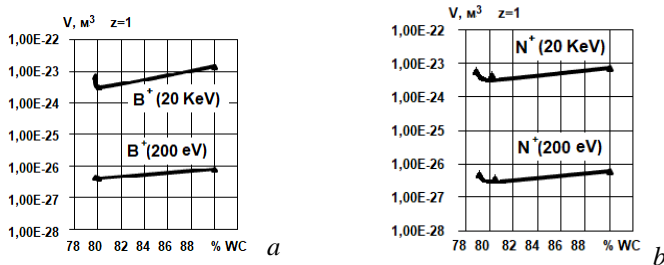 V, м³ z=1
1,00E-22
1,00E-23
1,00E-24
1,00E-25
1,00E-26
1,00E-27
1,00E-28
B⁺ (20 KeV)
B⁺(200 eV)
78 80 82 84 86 88 % WC
a
V, м³ z=1
1,00E-22
1,00E-23
1,00E-24
1,00E-25
1,00E-26
1,00E-27
1,00E-28
N⁺ (20 KeV)
N⁺ (200 eV)
78 80 82 84 86 88 % WC
b